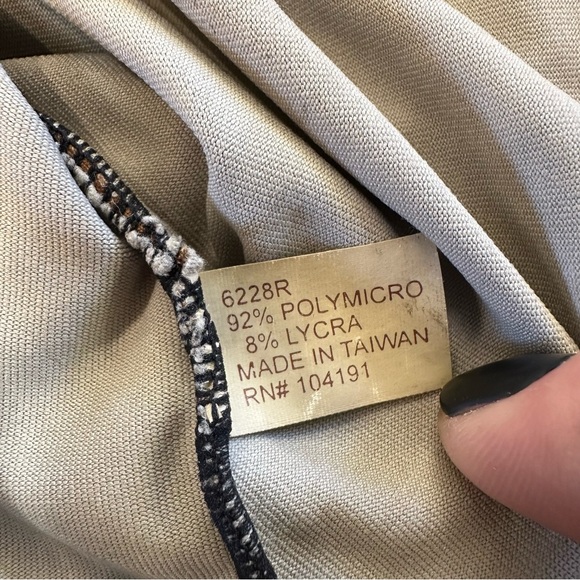 6228R
92% POLYMICRO
8% LYCRA
MADE IN TAIWAN
RN# 104191